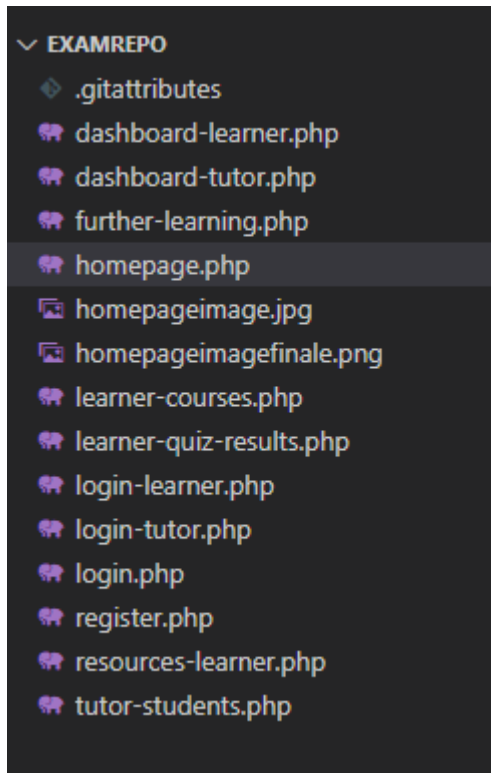 EXAMREPO
.gitattributes
dashboard-learner.php
dashboard-tutor.php
further-learning.php
homepage.php
homepageimage.jpg
homepageimagefinale.png
learner-courses.php
learner-quiz-results.php
login-learner.php
login-tutor.php
login.php
register.php
resources-learner.php
tutor-students.php